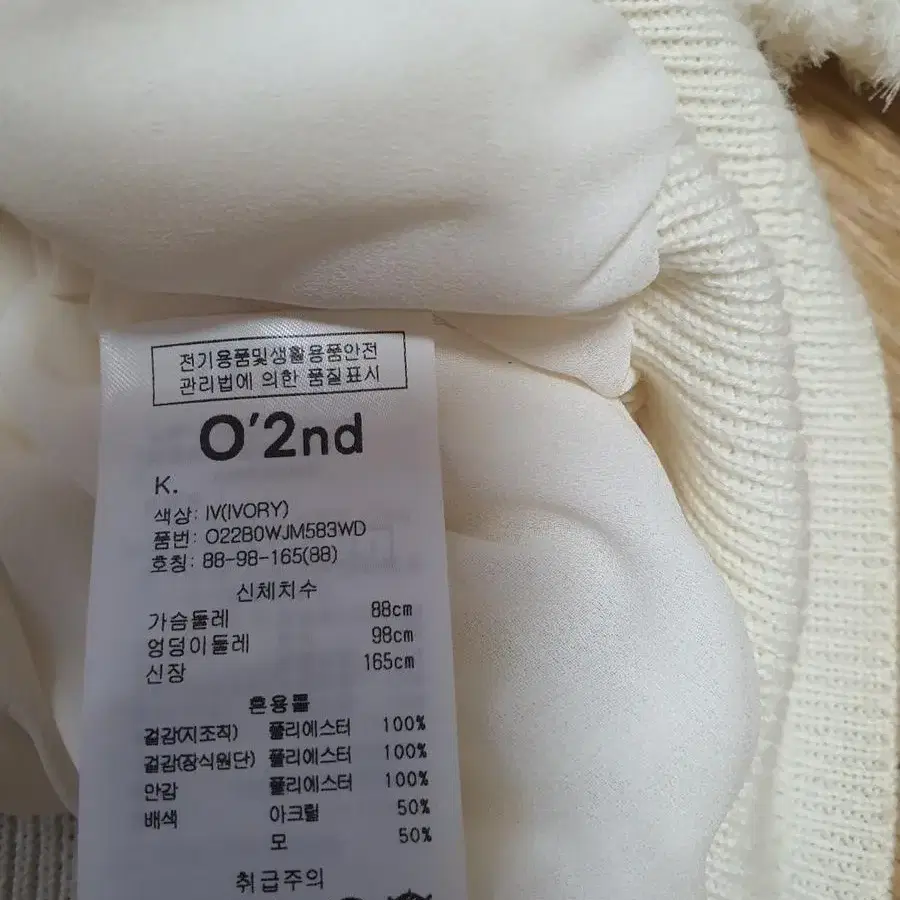 전기용품및생활용품안전
관리법에 의한 품질표시
O'2nd
K.
색상: IV(IVORY)
품번: O22B0WJM583WD
호칭: 88-98-165(88)
신체치수
가슴둘레 88cm
엉덩이둘레 98cm
신장 165cm
혼용률
겉감(지조직) 폴리에스터 100%
겉감(장식원단) 폴리에스터 100%
안감 폴리에스터 100%
배색 아크릴 50%
모 50%
취급주의